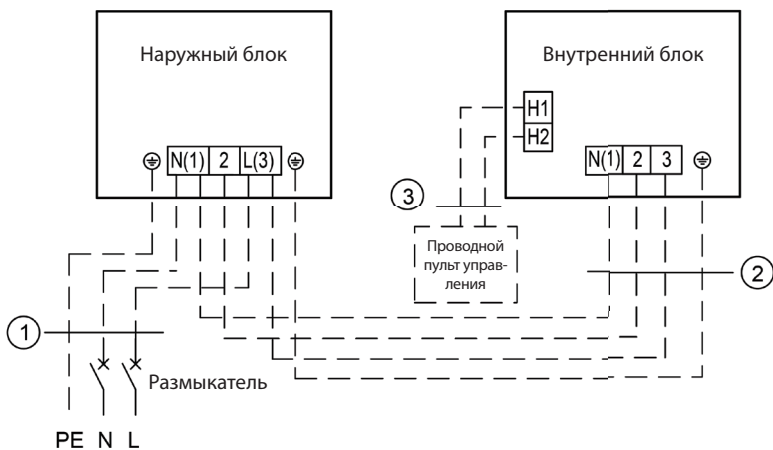 Наружный блок
Внутренний блок
H1
H2
N(1) 2 L(3)
N(1) 2 3
3
Проводной
пульт управ-
ления
2
1
Размыкатель
PE N L